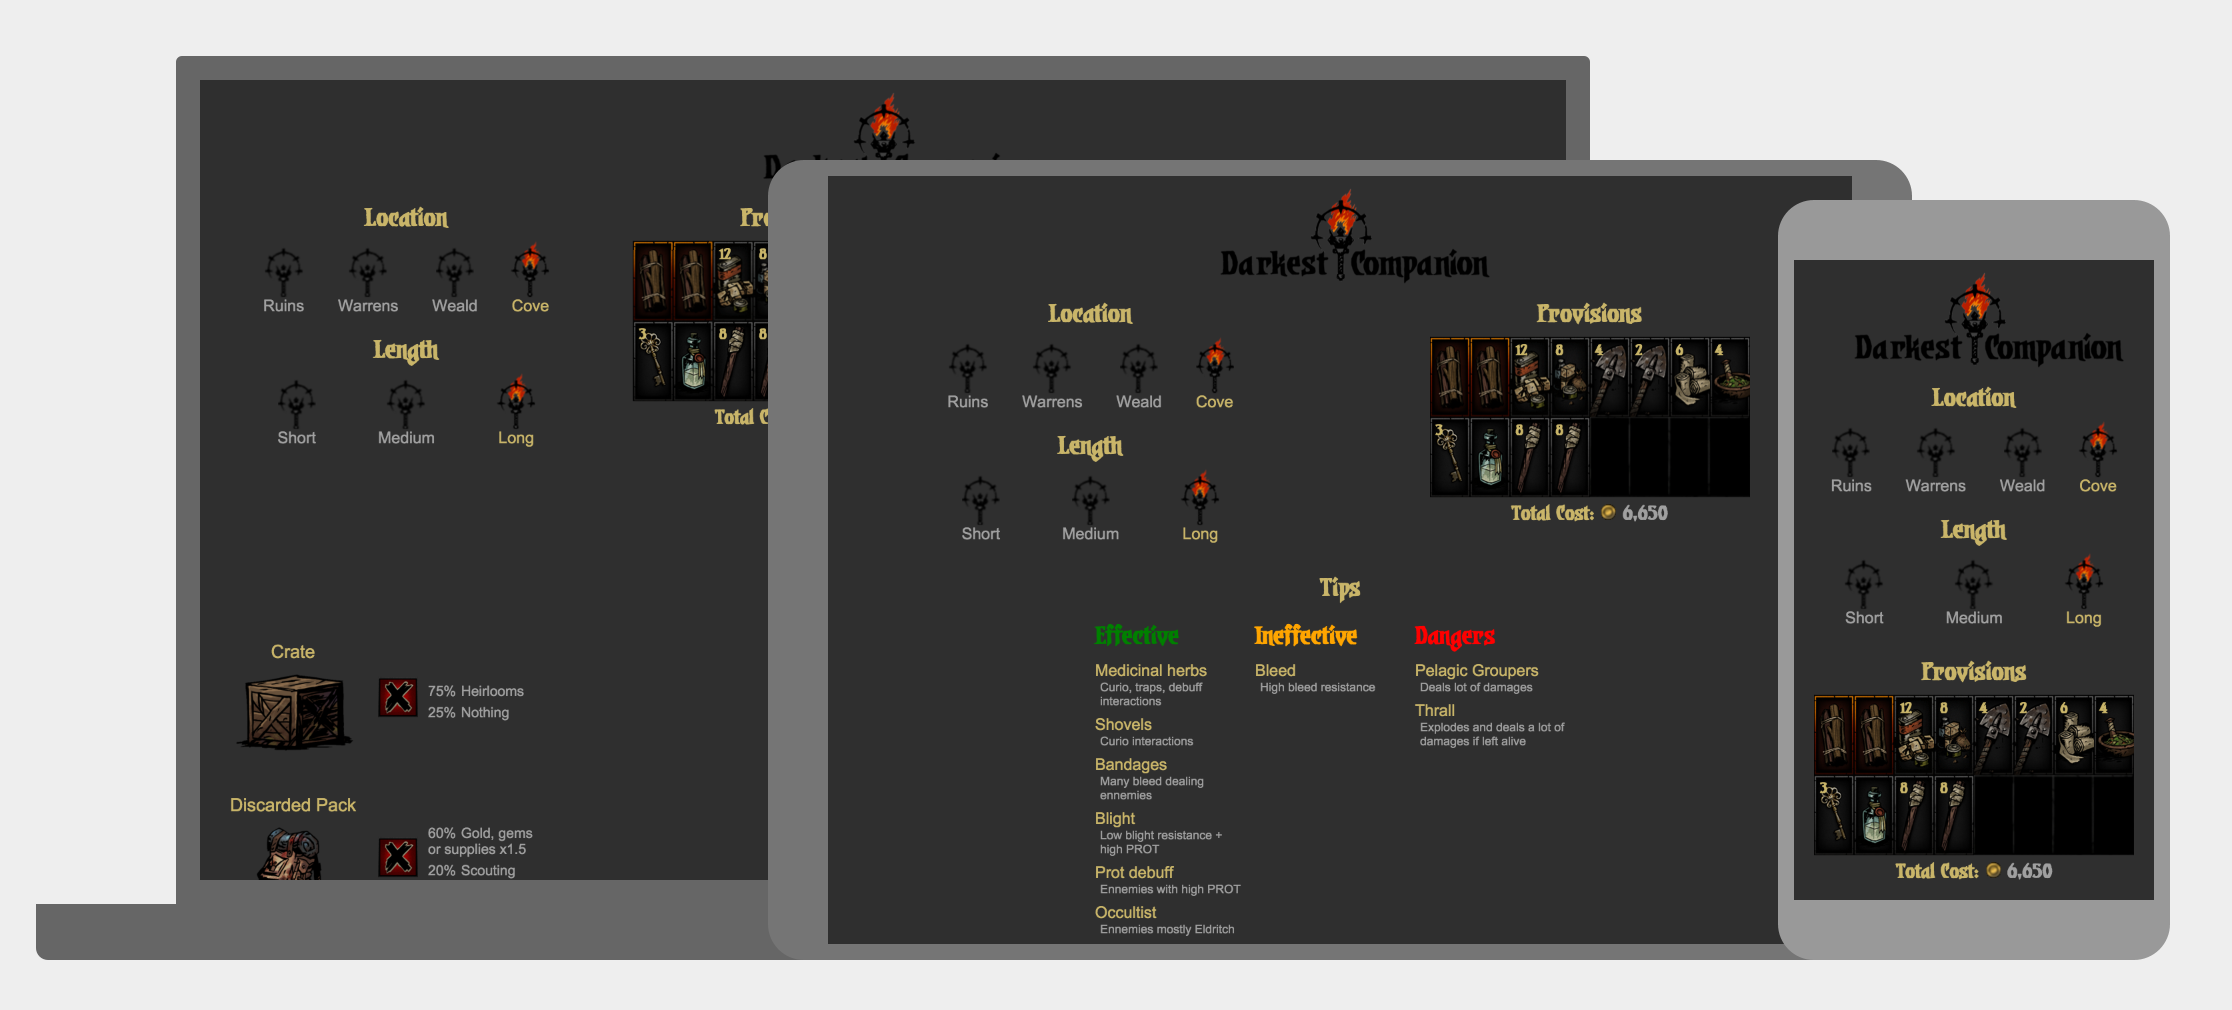 Location
Ruins Warrens Weald Cove
Length
Short Medium Long
12 8
3 8 8
Crate
75% Heirlooms
25% Nothing
Discarded Pack
60% Gold, gems
or supplies x1.5
20% Scouting
Darkest Companion
Location
Ruins Warrens Weald Cove
Length
Short Medium Long
Provisions
12 8 4 2 6 4
3 8 8
Total Cost: 6,650
Tips
Effective
Medicinal herbs
Curio, traps, debuff
interactions
Shovels
Curio interactions
Bandages
Many bleed dealing
ennemies
Blight
Low blight resistance +
high PROT
Prot debuff
Ennemies with high PROT
Occultist
Ennemies mostly Eldritch
Ineffective
Bleed
High bleed resistance
Dangers
Pelagic Groupers
Deals lot of damages
Thrall
Explodes and deals a lot of
damages if left alive
Darkest Companion
Location
Ruins Warrens Weald Cove
Length
Short Medium Long
Provisions
12 8 4 2 6 4
3 8 8
Total Cost: 6,650